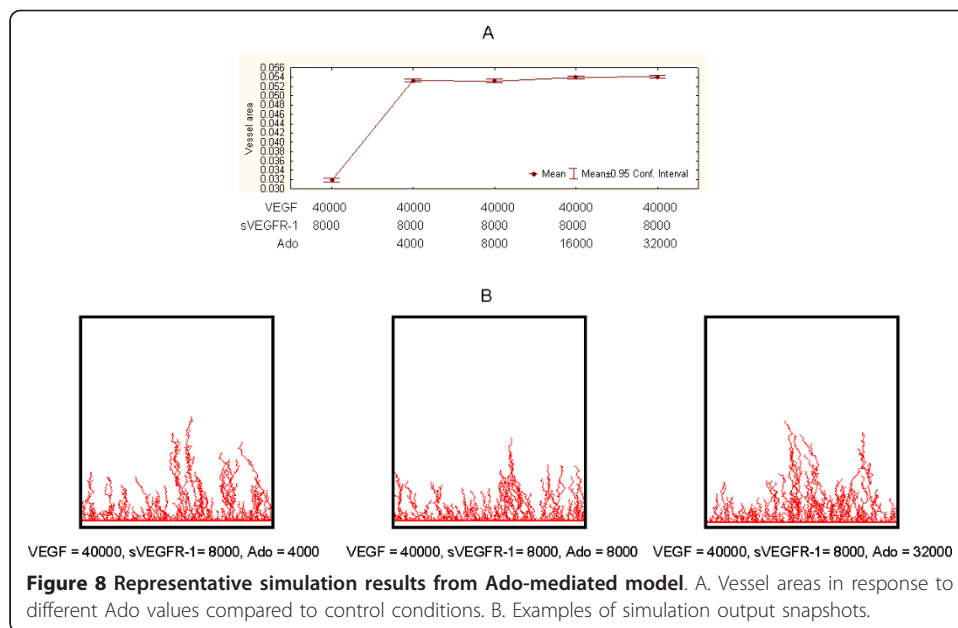 A
0.056
0.054
0.052
0.050
0.048
0.046
0.044
0.042
0.040
0.038
0.036
0.034
0.032
0.030
Vessel area
Mean Mean±0.95 Conf. Interval
VEGF 40000 40000 40000 40000 40000
sVEGFR-1 8000 8000 8000 8000 8000
Ado 4000 8000 16000 32000
B
VEGF = 40000, sVEGFR-1= 8000, Ado = 4000
VEGF = 40000, sVEGFR-1= 8000, Ado = 8000
VEGF = 40000, sVEGFR-1= 8000, Ado = 32000
Figure 8 Representative simulation results from Ado-mediated model. A. Vessel areas in response to
different Ado values compared to control conditions. B. Examples of simulation output snapshots.